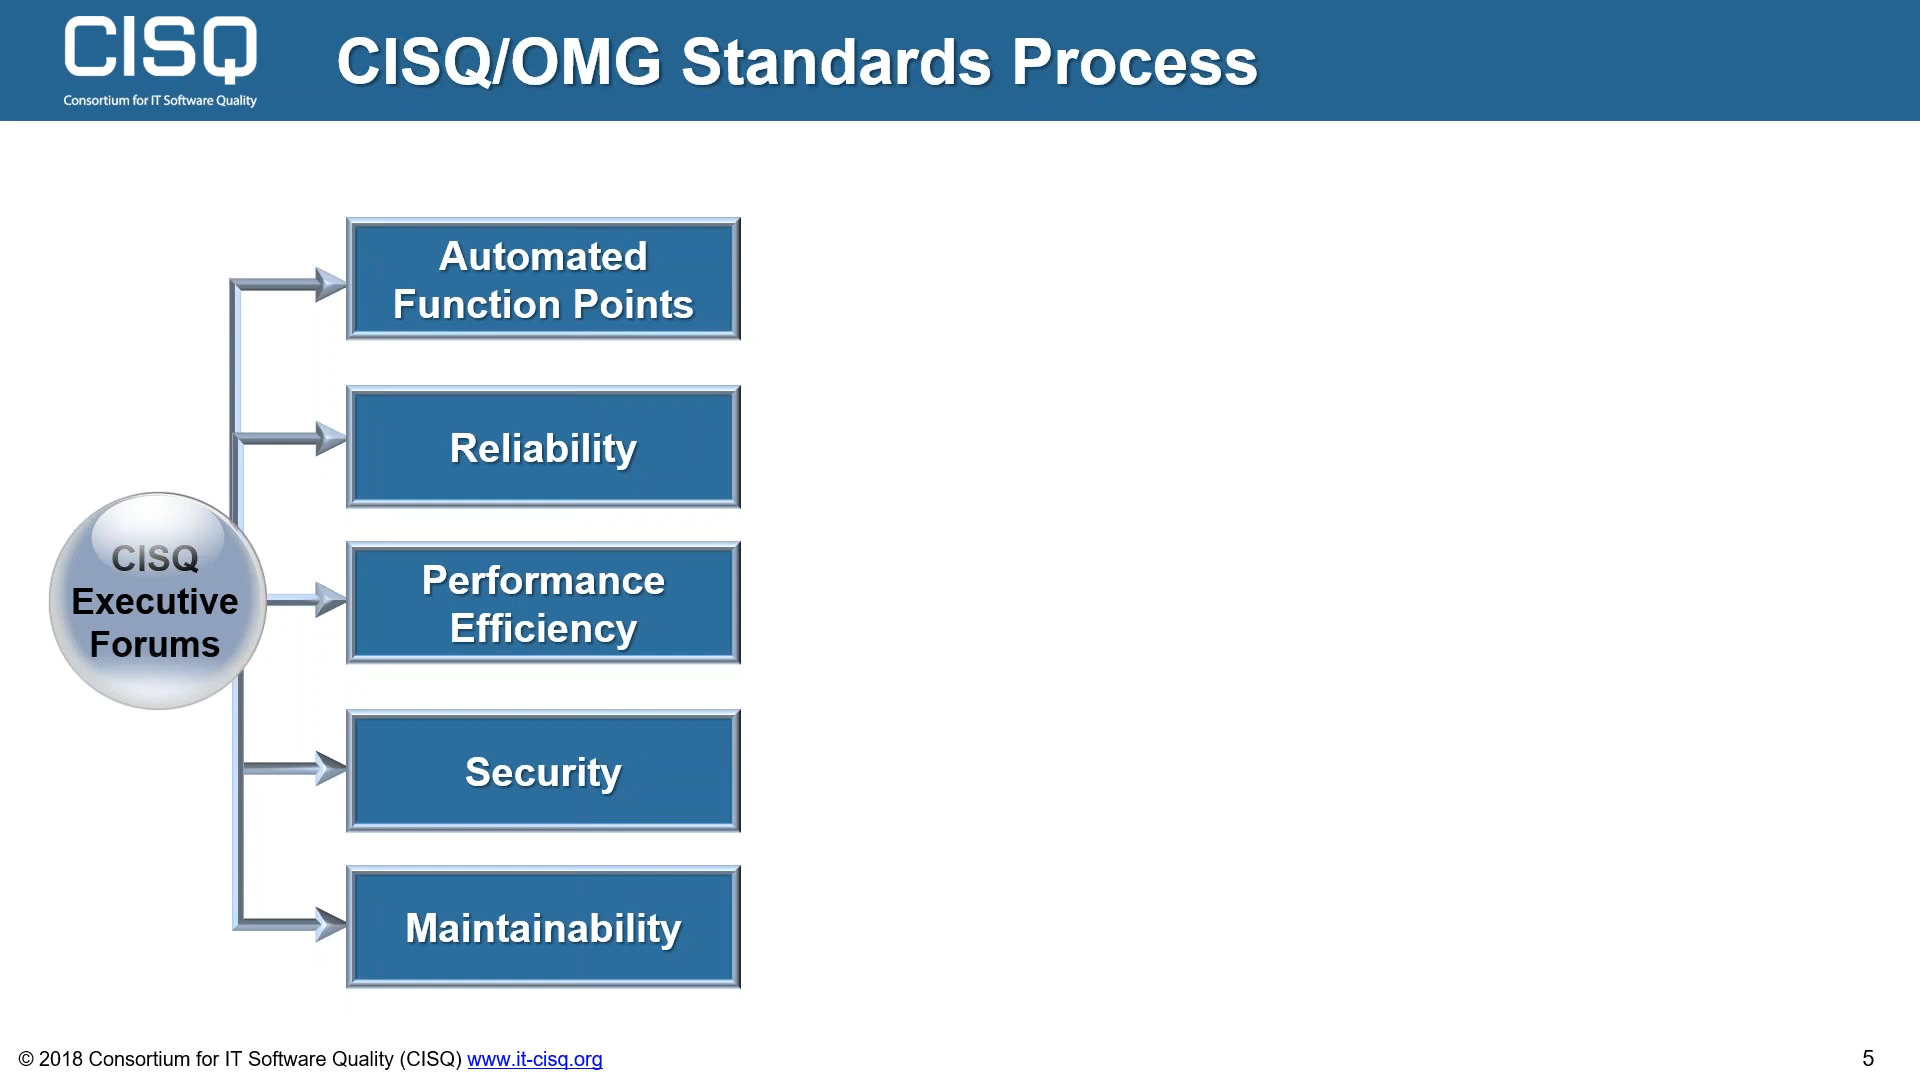 CISQ
Consortium for IT Software Quality
CISQ/OMG Standards Process
Automated
Function Points
Reliability
CISQ
Executive
Forums
Performance
Efficiency
Security
Maintainability
© 2018 Consortium for IT Software Quality (CISQ) www.it-cisq.org
5